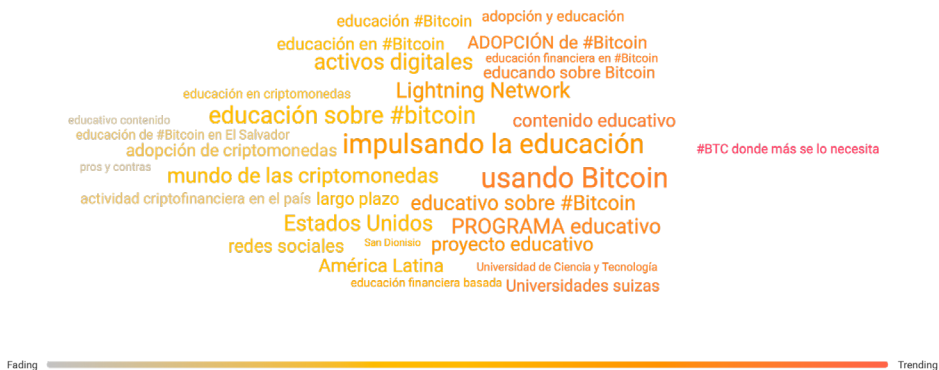 educación #Bitcoin
adopción y educación
educación en #Bitcoin
ADOPCIÓN de #Bitcoin
activos digitales
educación financiera en #Bitcoin
educando sobre Bitcoin
educación en criptomonedas
Lightning Network
educativo contenido
educación sobre #bitcoin
contenido educativo
educación de #Bitcoin en El Salvador
adopción de criptomonedas
impulsando la educación
#BTC donde más se lo necesita
pros y contras
mundo de las criptomonedas
usando Bitcoin
actividad criptofinanciera en el país
largo plazo
educativo sobre #Bitcoin
Estados Unidos
PROGRAMA educativo
redes sociales
San Dionisio
proyecto educativo
América Latina
Universidad de Ciencia y Tecnología
educación financiera basada
Universidades suizas
Fading
Trending